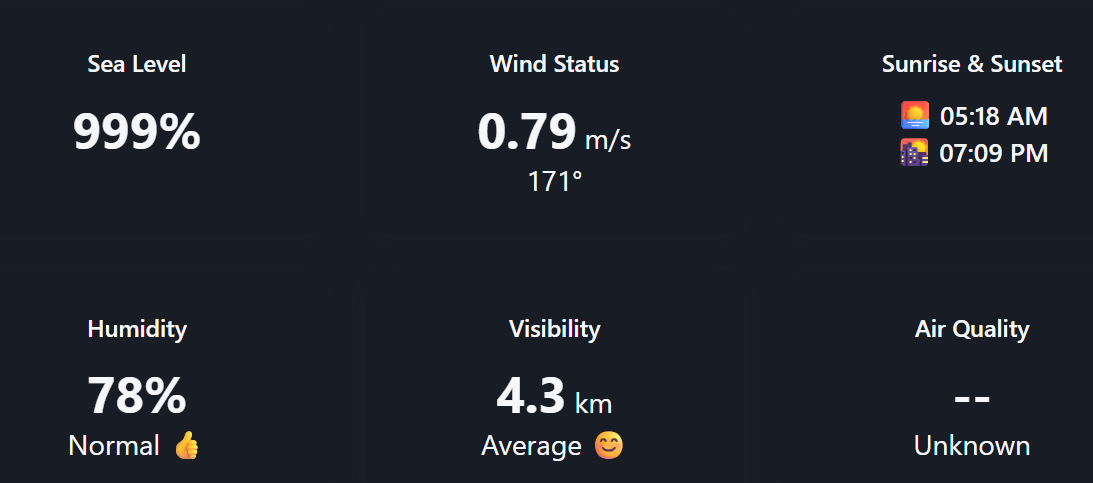 Sea Level
999%
Wind Status
0.79 m/s
171°
Sunrise & Sunset
05:18 AM
07:09 PM
Humidity
78%
Normal 👍
Visibility
4.3 km
Average 😊
Air Quality
--
Unknown